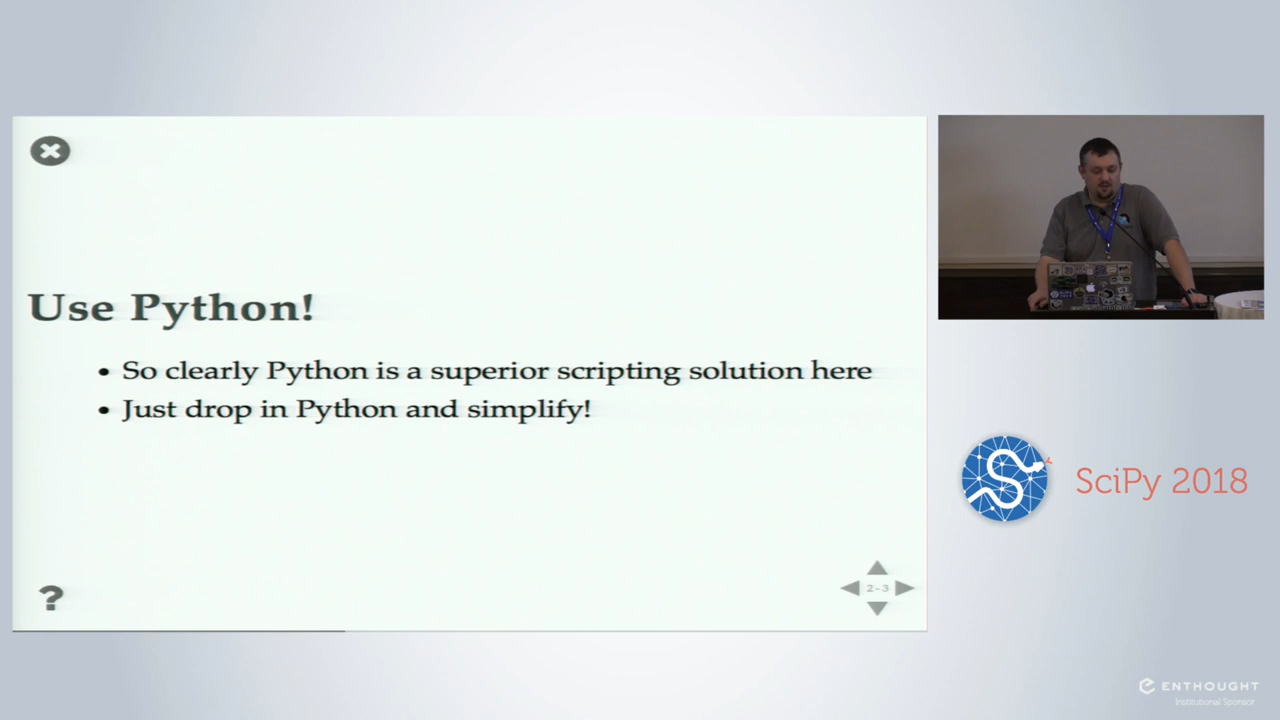 Use Python!
• So clearly Python is a superior scripting solution here
• Just drop in Python and simplify!
?
2-3
SciPy 2018
ENTHOUGHT
Institutional Sponsor